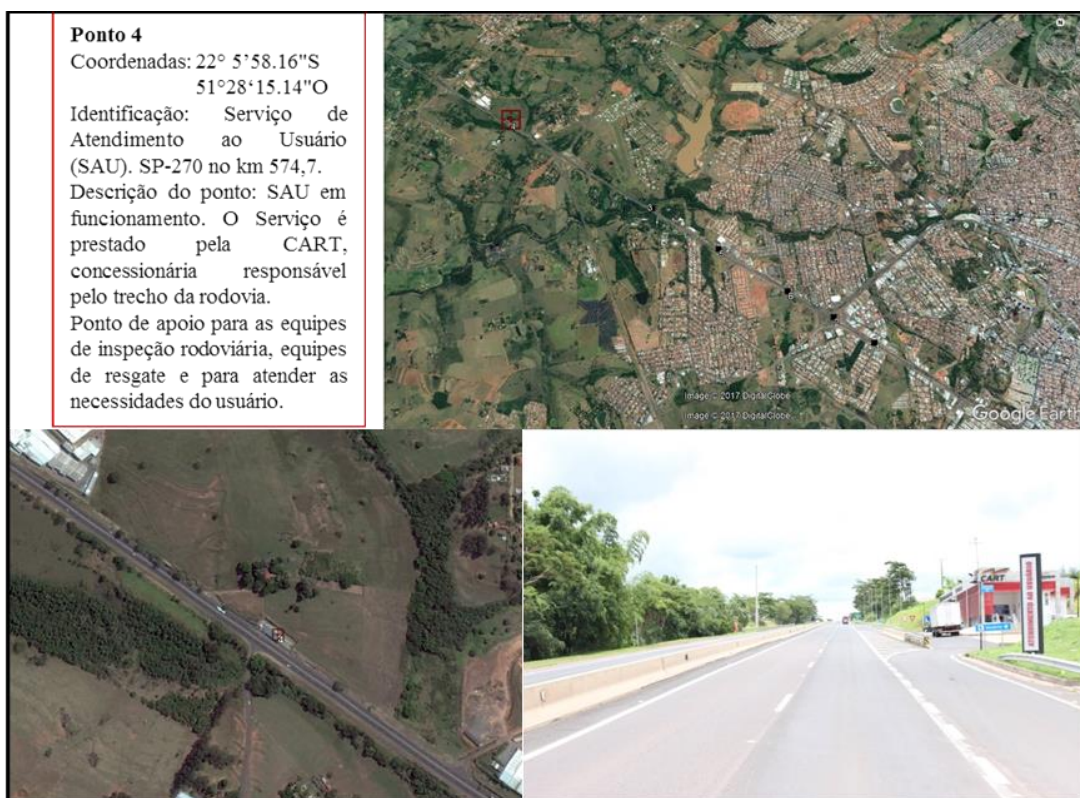 Ponto 4
Coordenadas: 22° 5’58.16"S
51°28‘15.14"O
Identificação: Serviço de
Atendimento ao Usuário
(SAU). SP-270 no km 574,7.
Descrição do ponto: SAU em
funcionamento. O Serviço é
prestado pela CART,
concessionária responsável
pelo trecho da rodovia.
Ponto de apoio para as equipes
de inspeção rodoviária, equipes
de resgate e para atender as
necessidades do usuário.
Image © 2017 DigitalGlobe
Image © 2017 DigitalGlobe
Google Earth
CART
ATENDIMENTO AO USUÁRIO